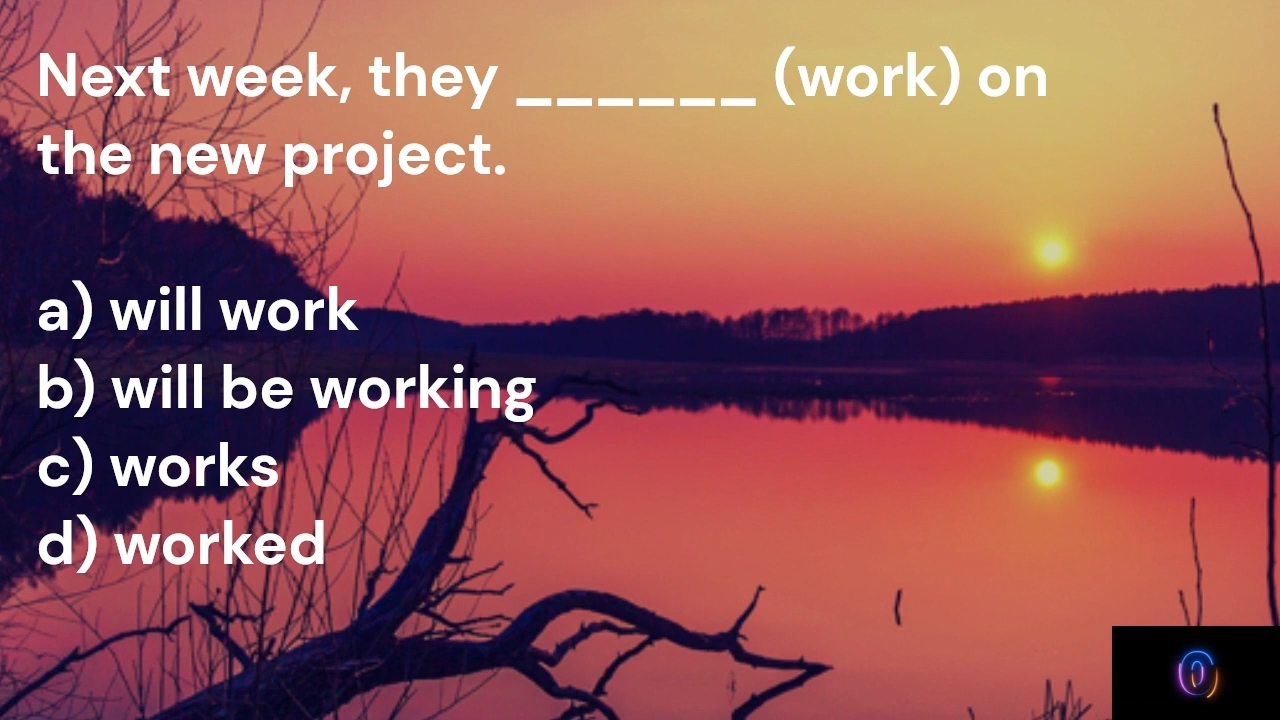 Next week, they ______ (work) on
the new project.
a) will work
b) will be working
c) works
d) worked